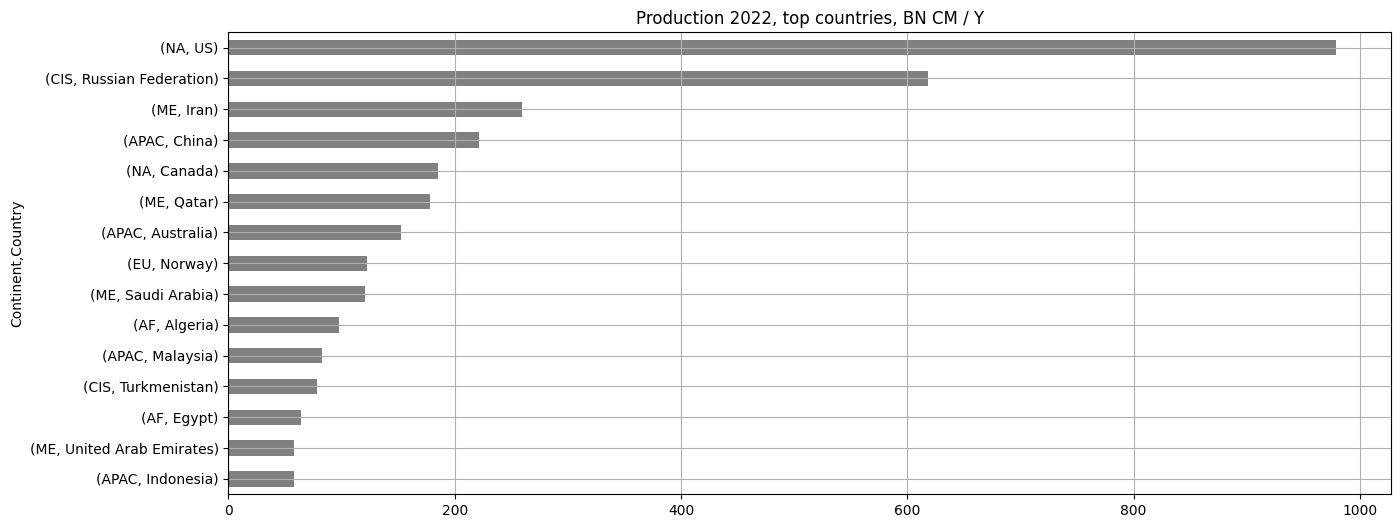 Production 2022, top countries, BN CM / Y
Continent,Country
(NA, US)
(CIS, Russian Federation)
(ME, Iran)
(APAC, China)
(NA, Canada)
(ME, Qatar)
(APAC, Australia)
(EU, Norway)
(ME, Saudi Arabia)
(AF, Algeria)
(APAC, Malaysia)
(CIS, Turkmenistan)
(AF, Egypt)
(ME, United Arab Emirates)
(APAC, Indonesia)
0 200 400 600 800 1000